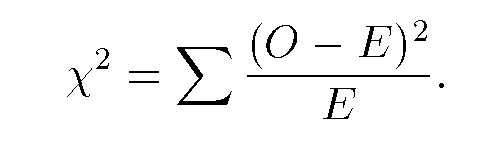 χ² = ∑ (O − E)² / E.